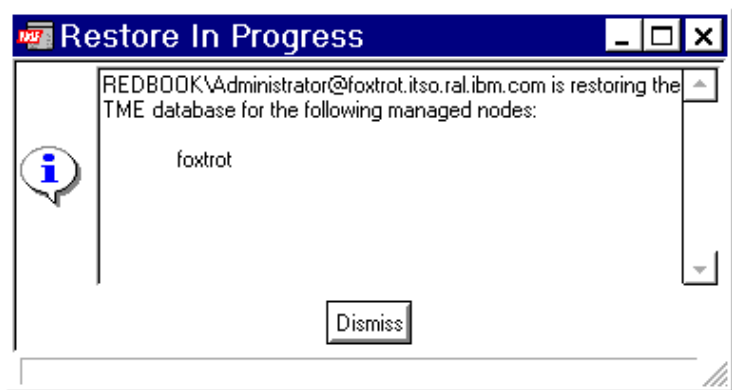 Restore In Progress
REDBOOK\Administrator@foxtrot.itso.ral.ibm.com is restoring the
TME database for the following managed nodes:
foxtrot
Dismiss